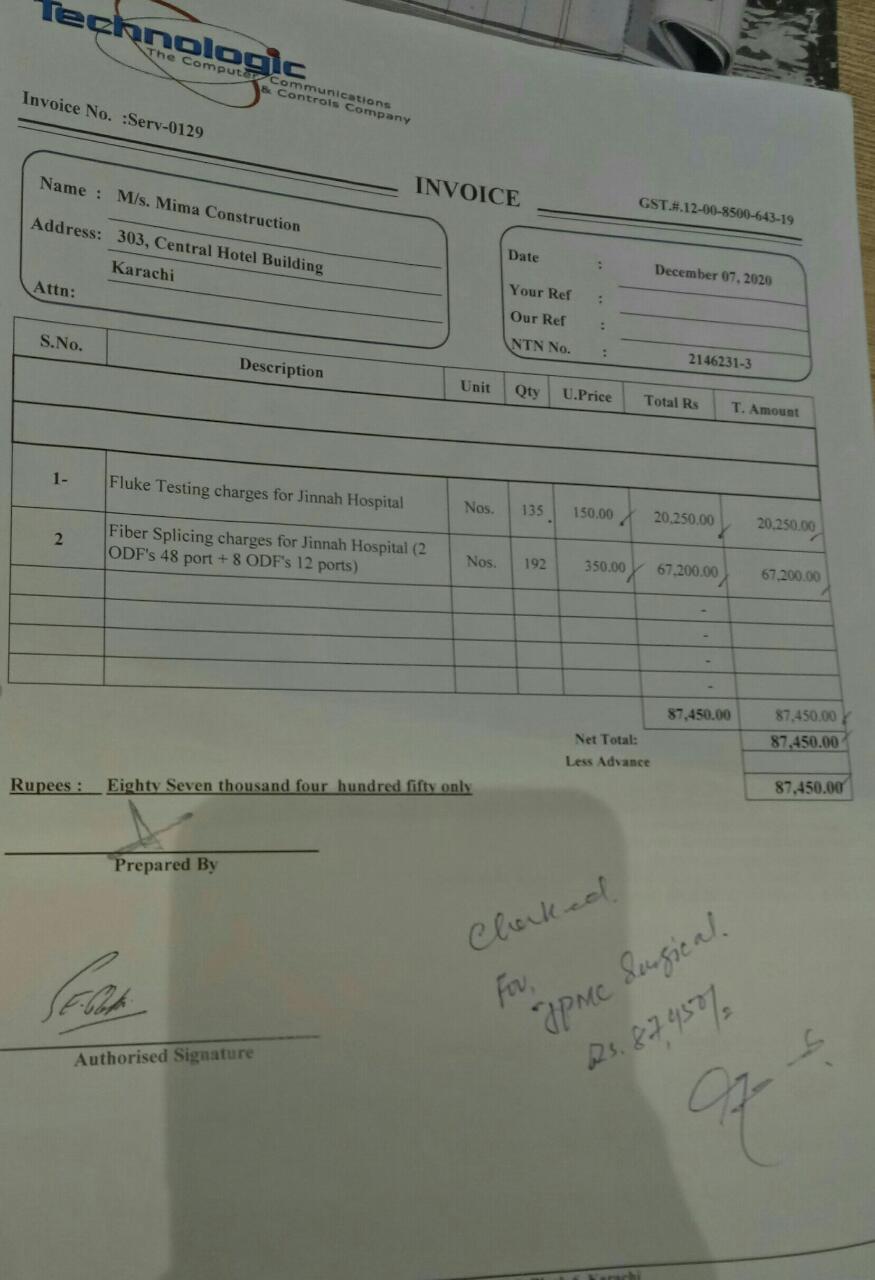 Technologic
The Computer Communications
& Controls Company
Invoice No. :Serv-0129
INVOICE
GST.#.12-00-8500-643-19
Name : M/s. Mima Construction
Address: 303, Central Hotel Building
Karachi
Attn:
Date : December 07, 2020
Your Ref :
Our Ref :
NTN No. : 2146231-3
S.No. Description Unit Qty U.Price Total Rs T. Amount
1- Fluke Testing charges for Jinnah Hospital Nos. 135 150.00 20,250.00 20,250.00
2 Fiber Splicing charges for Jinnah Hospital (2
ODF's 48 port + 8 ODF's 12 ports) Nos. 192 350.00 67,200.00 67,200.00
-
-
-
-
87,450.00 87,450.00
Net Total: 87,450.00
Less Advance
87,450.00
Rupees : Eighty Seven thousand four hundred fifty only
Prepared By
Authorised Signature
Checked.
For,
JPMC Surgical.
Rs. 87,450/=
Karachi